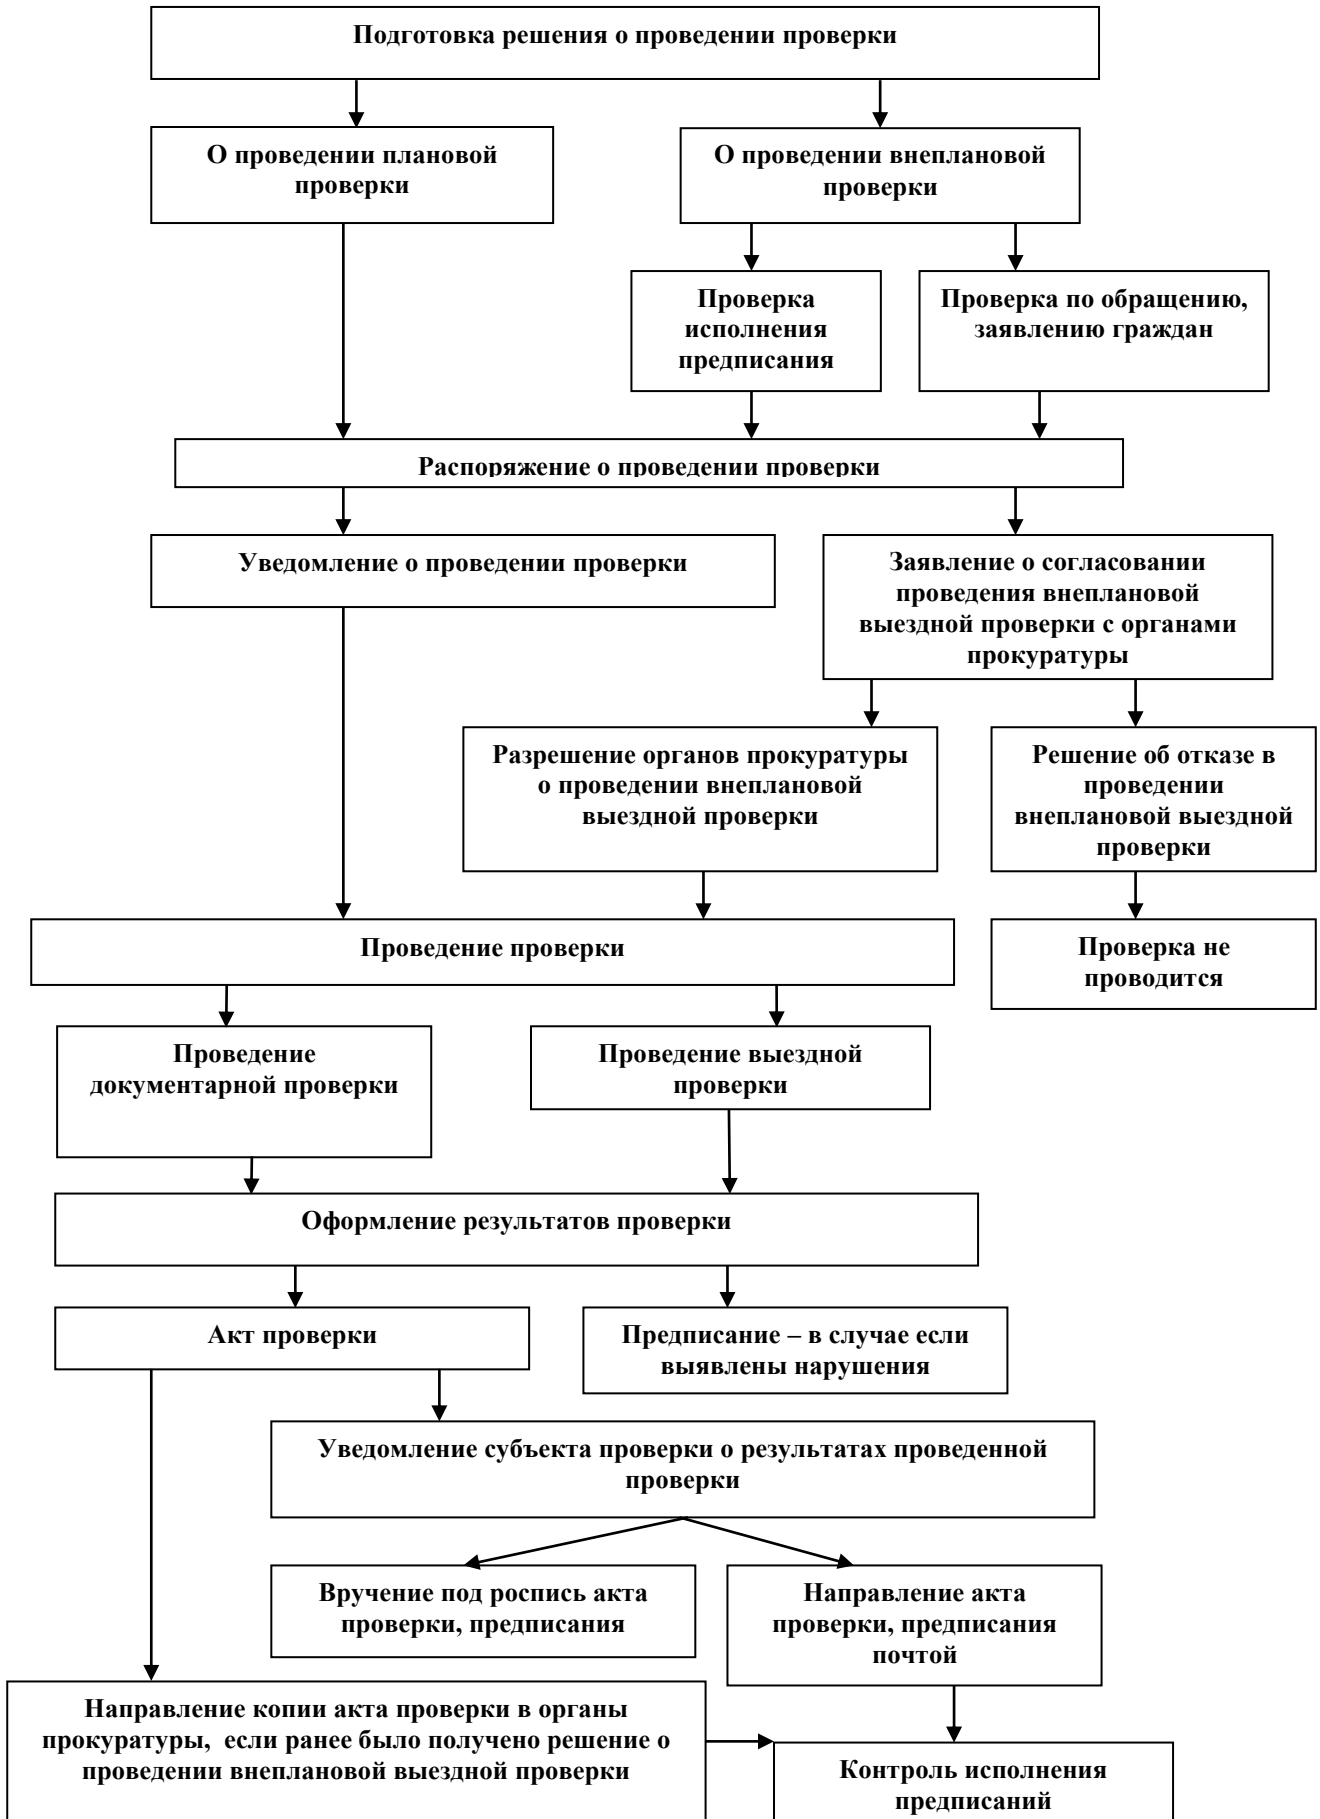 Подготовка решения о проведении проверки
О проведении плановой
проверки
О проведении внеплановой
проверки
Проверка
исполнения
предписания
Проверка по обращению,
заявлению граждан
Распоряжение о проведении проверки
Уведомление о проведении проверки
Заявление о согласовании
проведения внеплановой
выездной проверки с органами
прокуратуры
Разрешение органов прокуратуры
о проведении внеплановой
выездной проверки
Решение об отказе в
проведении
внеплановой выездной
проверки
Проведение проверки
Проверка не
проводится
Проведение
документарной проверки
Проведение выездной
проверки
Оформление результатов проверки
Акт проверки
Предписание – в случае если
выявлены нарушения
Уведомление субъекта проверки о результатах проведенной
проверки
Вручение под роспись акта
проверки, предписания
Направление акта
проверки, предписания
почтой
Направление копии акта проверки в органы
прокуратуры, если ранее было получено решение о
проведении внеплановой выездной проверки
Контроль исполнения
предписаний